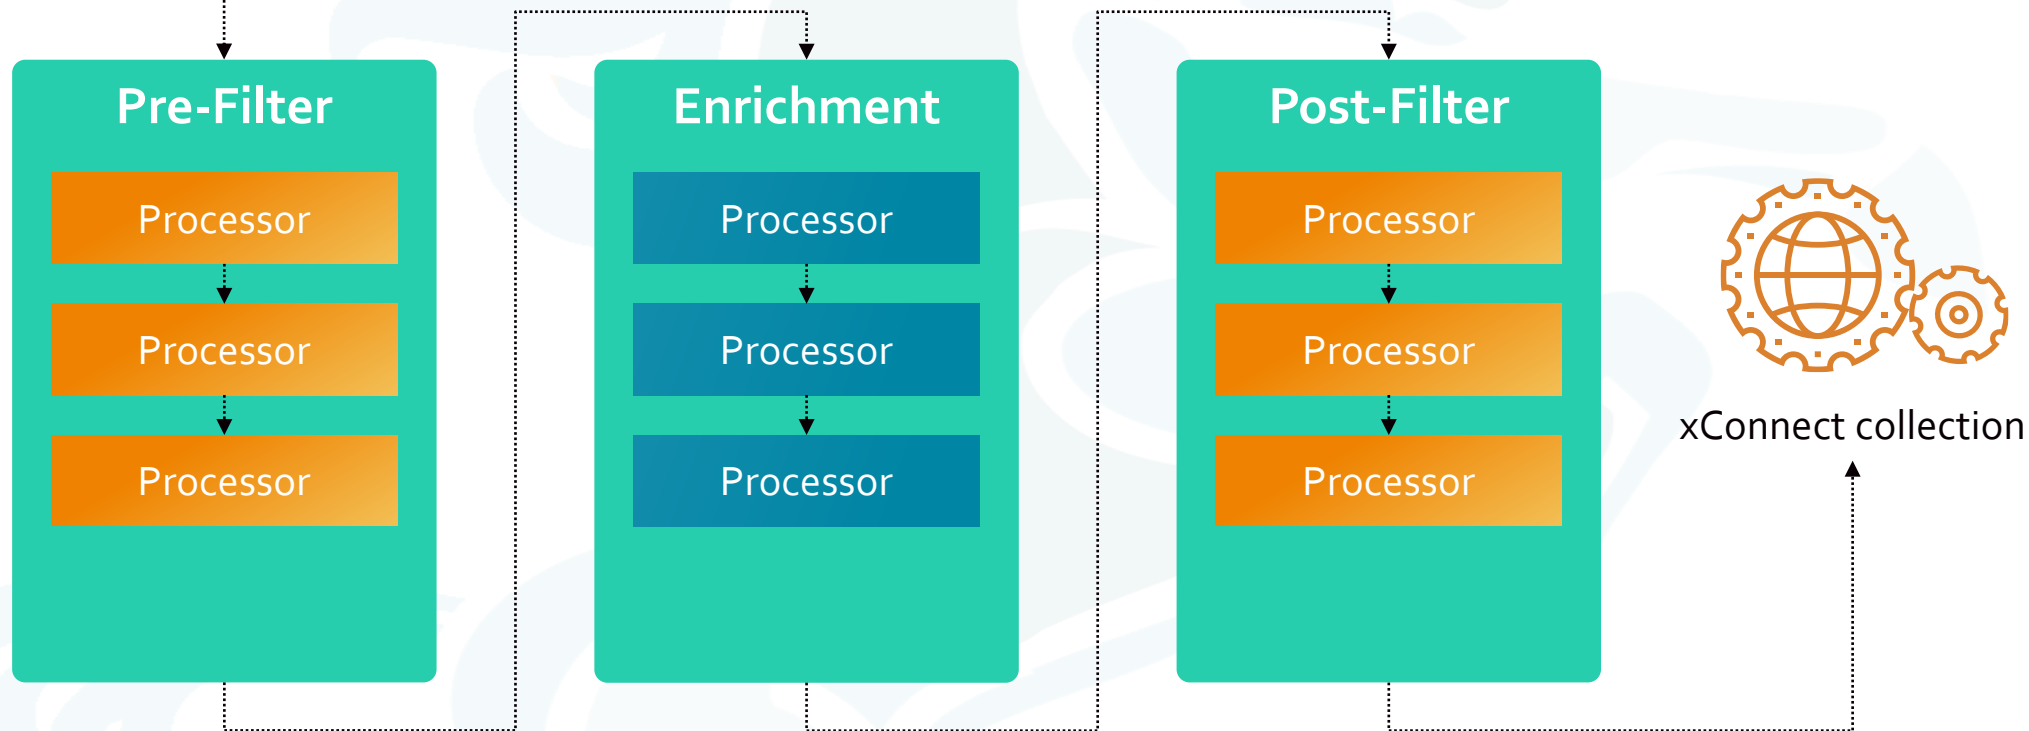 Pre-Filter
Processor
Processor
Processor
Enrichment
Processor
Processor
Processor
Post-Filter
Processor
Processor
Processor
xConnect collection